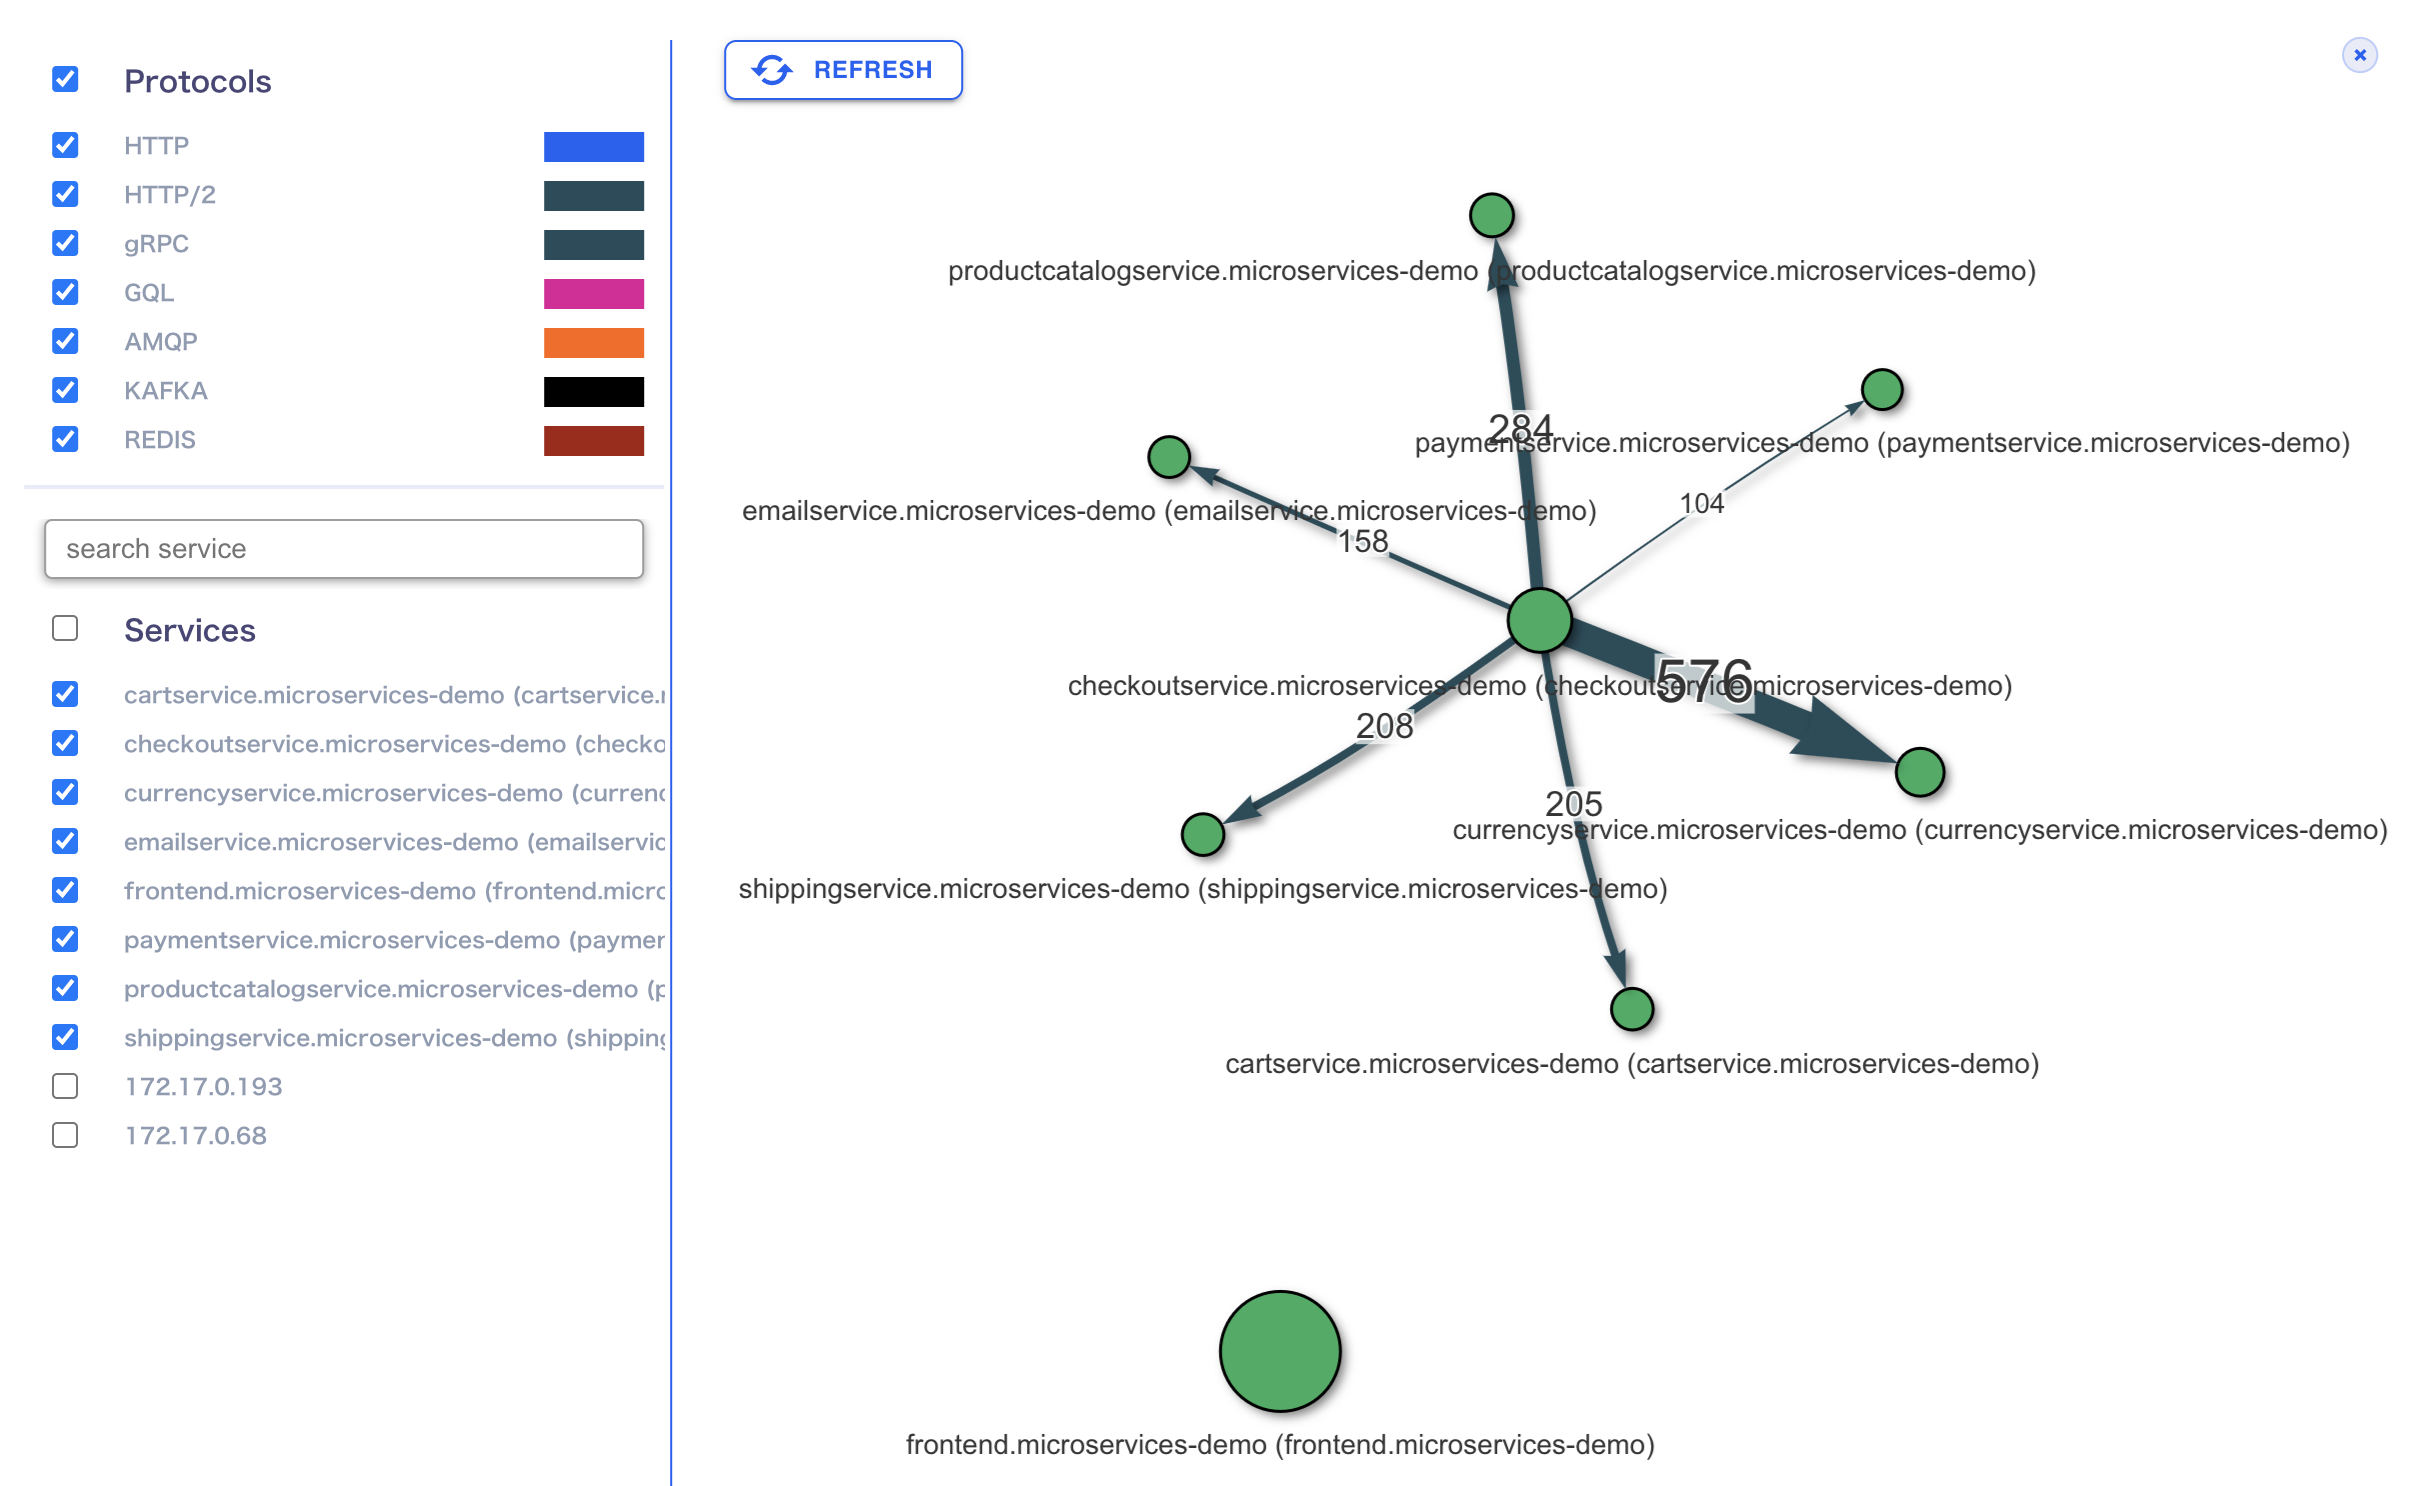 Protocols
HTTP
HTTP/2
gRPC
GQL
AMQP
KAFKA
REDIS
search service
Services
cartservice.microservices-demo (cartservice.r
checkoutservice.microservices-demo (checko
currencyservice.microservices-demo (currenc
emailservice.microservices-demo (emailservic
frontend.microservices-demo (frontend.micro
paymentservice.microservices-demo (paymer
productcatalogservice.microservices-demo (p
shippingservice.microservices-demo (shipping
172.17.0.193
172.17.0.68
REFRESH
productcatalogservice.microservices-demo (productcatalogservice.microservices-demo)
284
paymentservice.microservices-demo (paymentservice.microservices-demo)
104
emailservice.microservices-demo (emailservice.microservices-demo)
158
checkoutservice.microservices-demo (checkoutservice.microservices-demo)
576
208
205
currencyservice.microservices-demo (currencyservice.microservices-demo)
shippingservice.microservices-demo (shippingservice.microservices-demo)
cartservice.microservices-demo (cartservice.microservices-demo)
frontend.microservices-demo (frontend.microservices-demo)